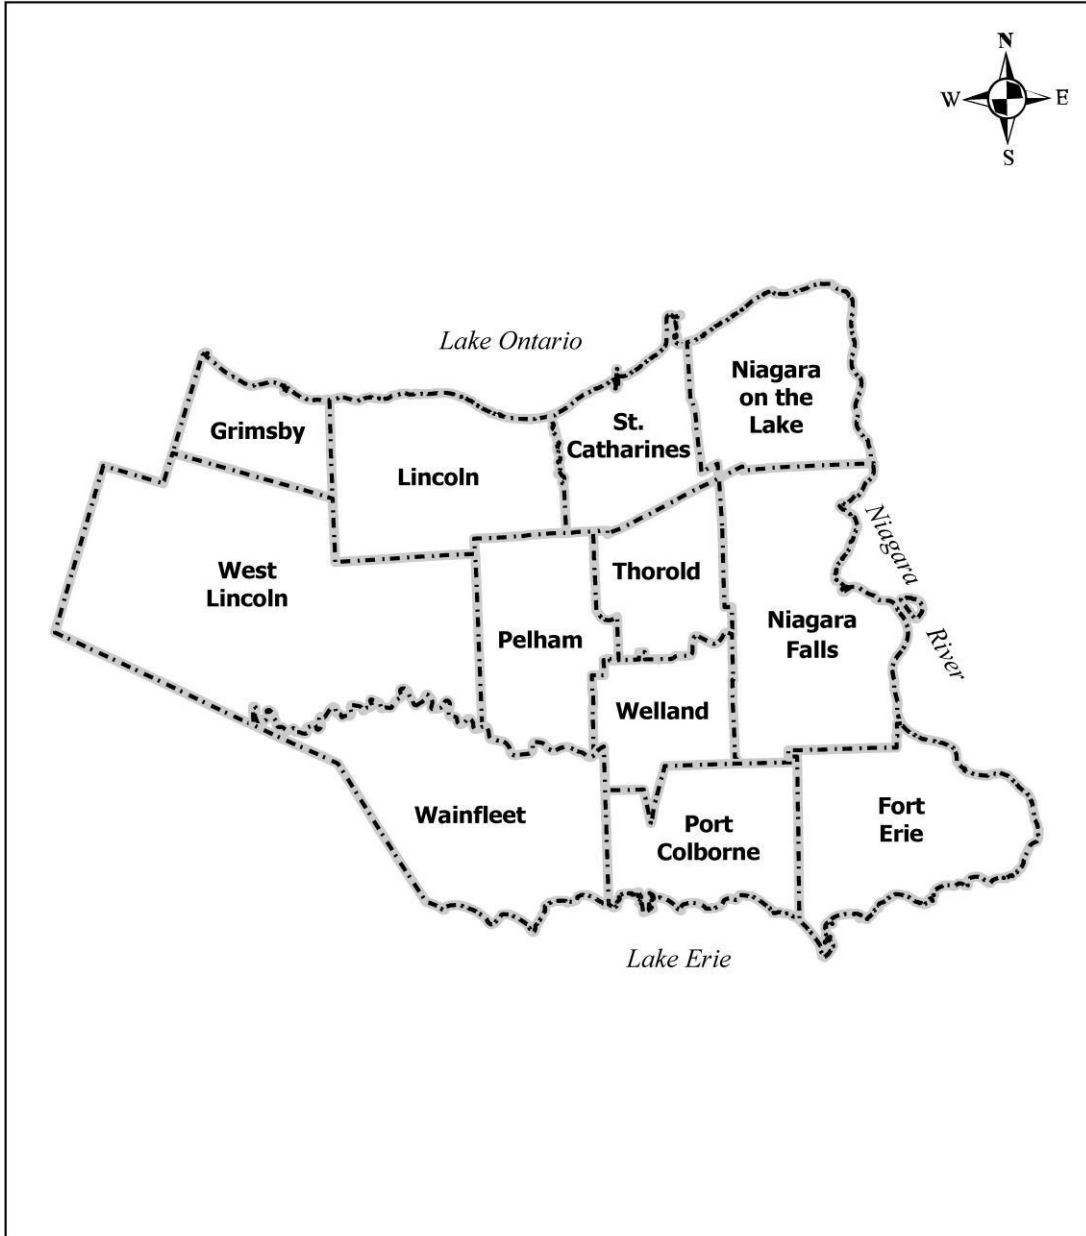 N
W E
S
Lake Ontario
Niagara
on the
Lake
Grimsby
St.
Catharines
Lincoln
Niagara
River
West
Lincoln
Thorold
Pelham
Niagara
Falls
Welland
Wainfleet
Port
Colborne
Fort
Erie
Lake Erie